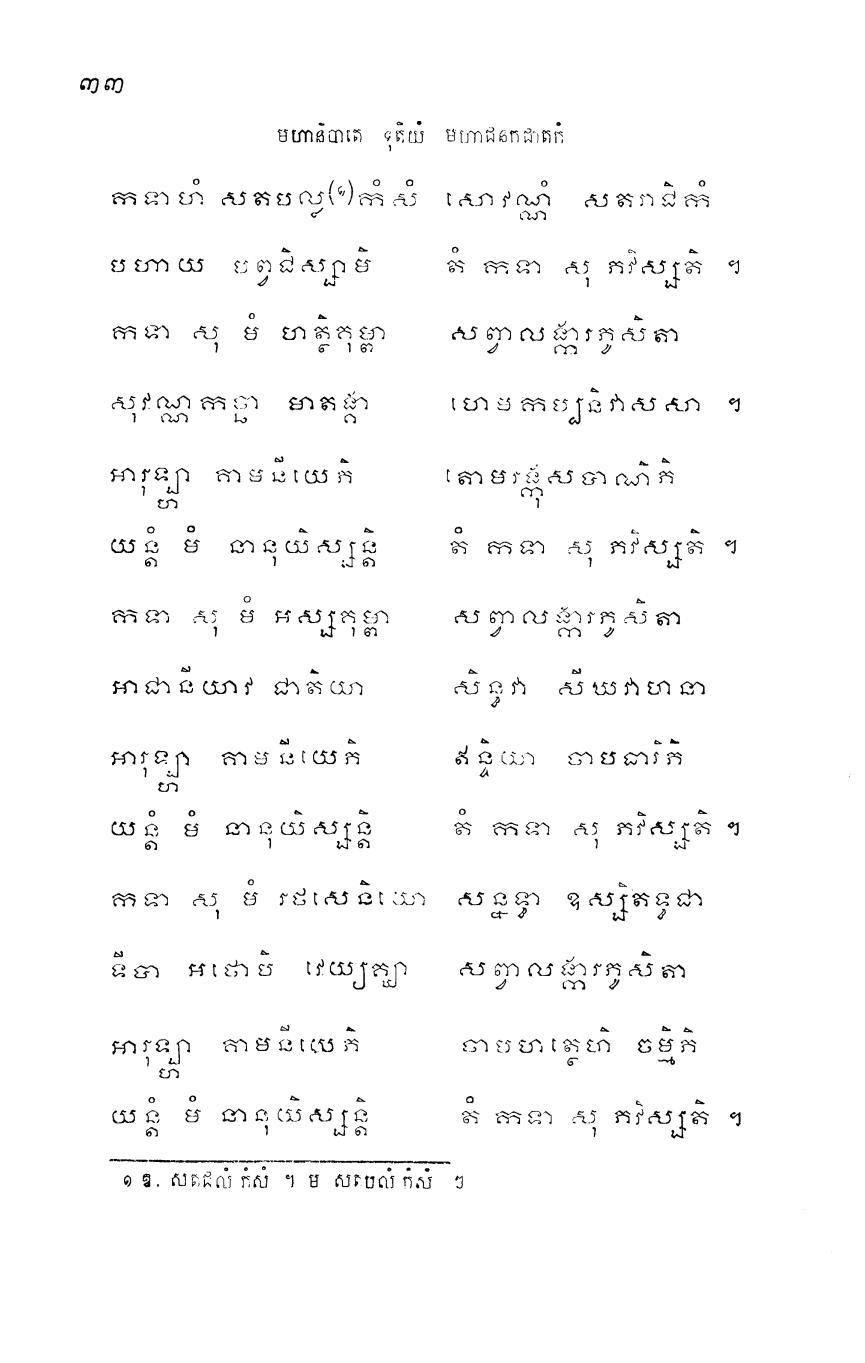 ៣៣
មហានិបាតេ ទុតិយំ មហាជនកជាតកំ
កទាហំ សតបល្ល(១)កំសំ សោវណ្ណំ សតរាជិកំ
បហាយ បព្វជិស្សាមិ តំ កទា សុ ភវិស្សតិ ។
កទា សុ មំ ហត្ថិគុម្ពា សព្វាលង្ការភូសិតា
សុវណ្ណកច្ឆា មាតង្គា ហេមកប្បនិវាសសា ។
អារុឡ្ហា គាមនីយេភិ តោមរង្កុសបាណិភិ
យន្តំ មំ នានុយិស្សន្តិ តំ កទា សុ ភវិស្សតិ ។
កទា សុ មំ អស្សគុម្ពា សព្វាលង្ការភូសិតា
អាជានីយាវ ជាតិយា សិន្ធវា សីឃវាហនា
អារុឡ្ហា គាមនីយេភិ ឥន្ទិយា ចាបធារិភិ
យន្តំ មំ នានុយិស្សន្តិ តំ កទា សុ ភវិស្សតិ ។
កទា សុ មំ រថសេនិយោ សន្នទ្ធា ឧស្សិតទ្ធជា
ទីបា អថោបិ វេយ្យគ្ឃា សព្វាលង្ការភូសិតា
អារុឡ្ហា គាមនីយេភិ ចាបហត្ថេហិ ចម្មិភិ
យន្តំ មំ នានុយិស្សន្តិ តំ កទា សុ ភវិស្សតិ ។
១ ឱ. សតដេលំ កំសំ ។ ម សតបលំ កំសំ ។